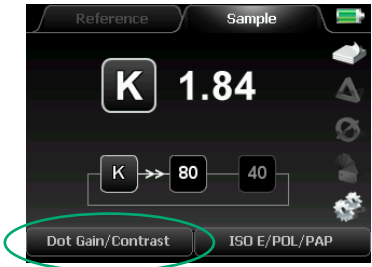 Reference Sample
K 1.84
K >> 80 40
Dot Gain/Contrast ISO E/POL/PAP